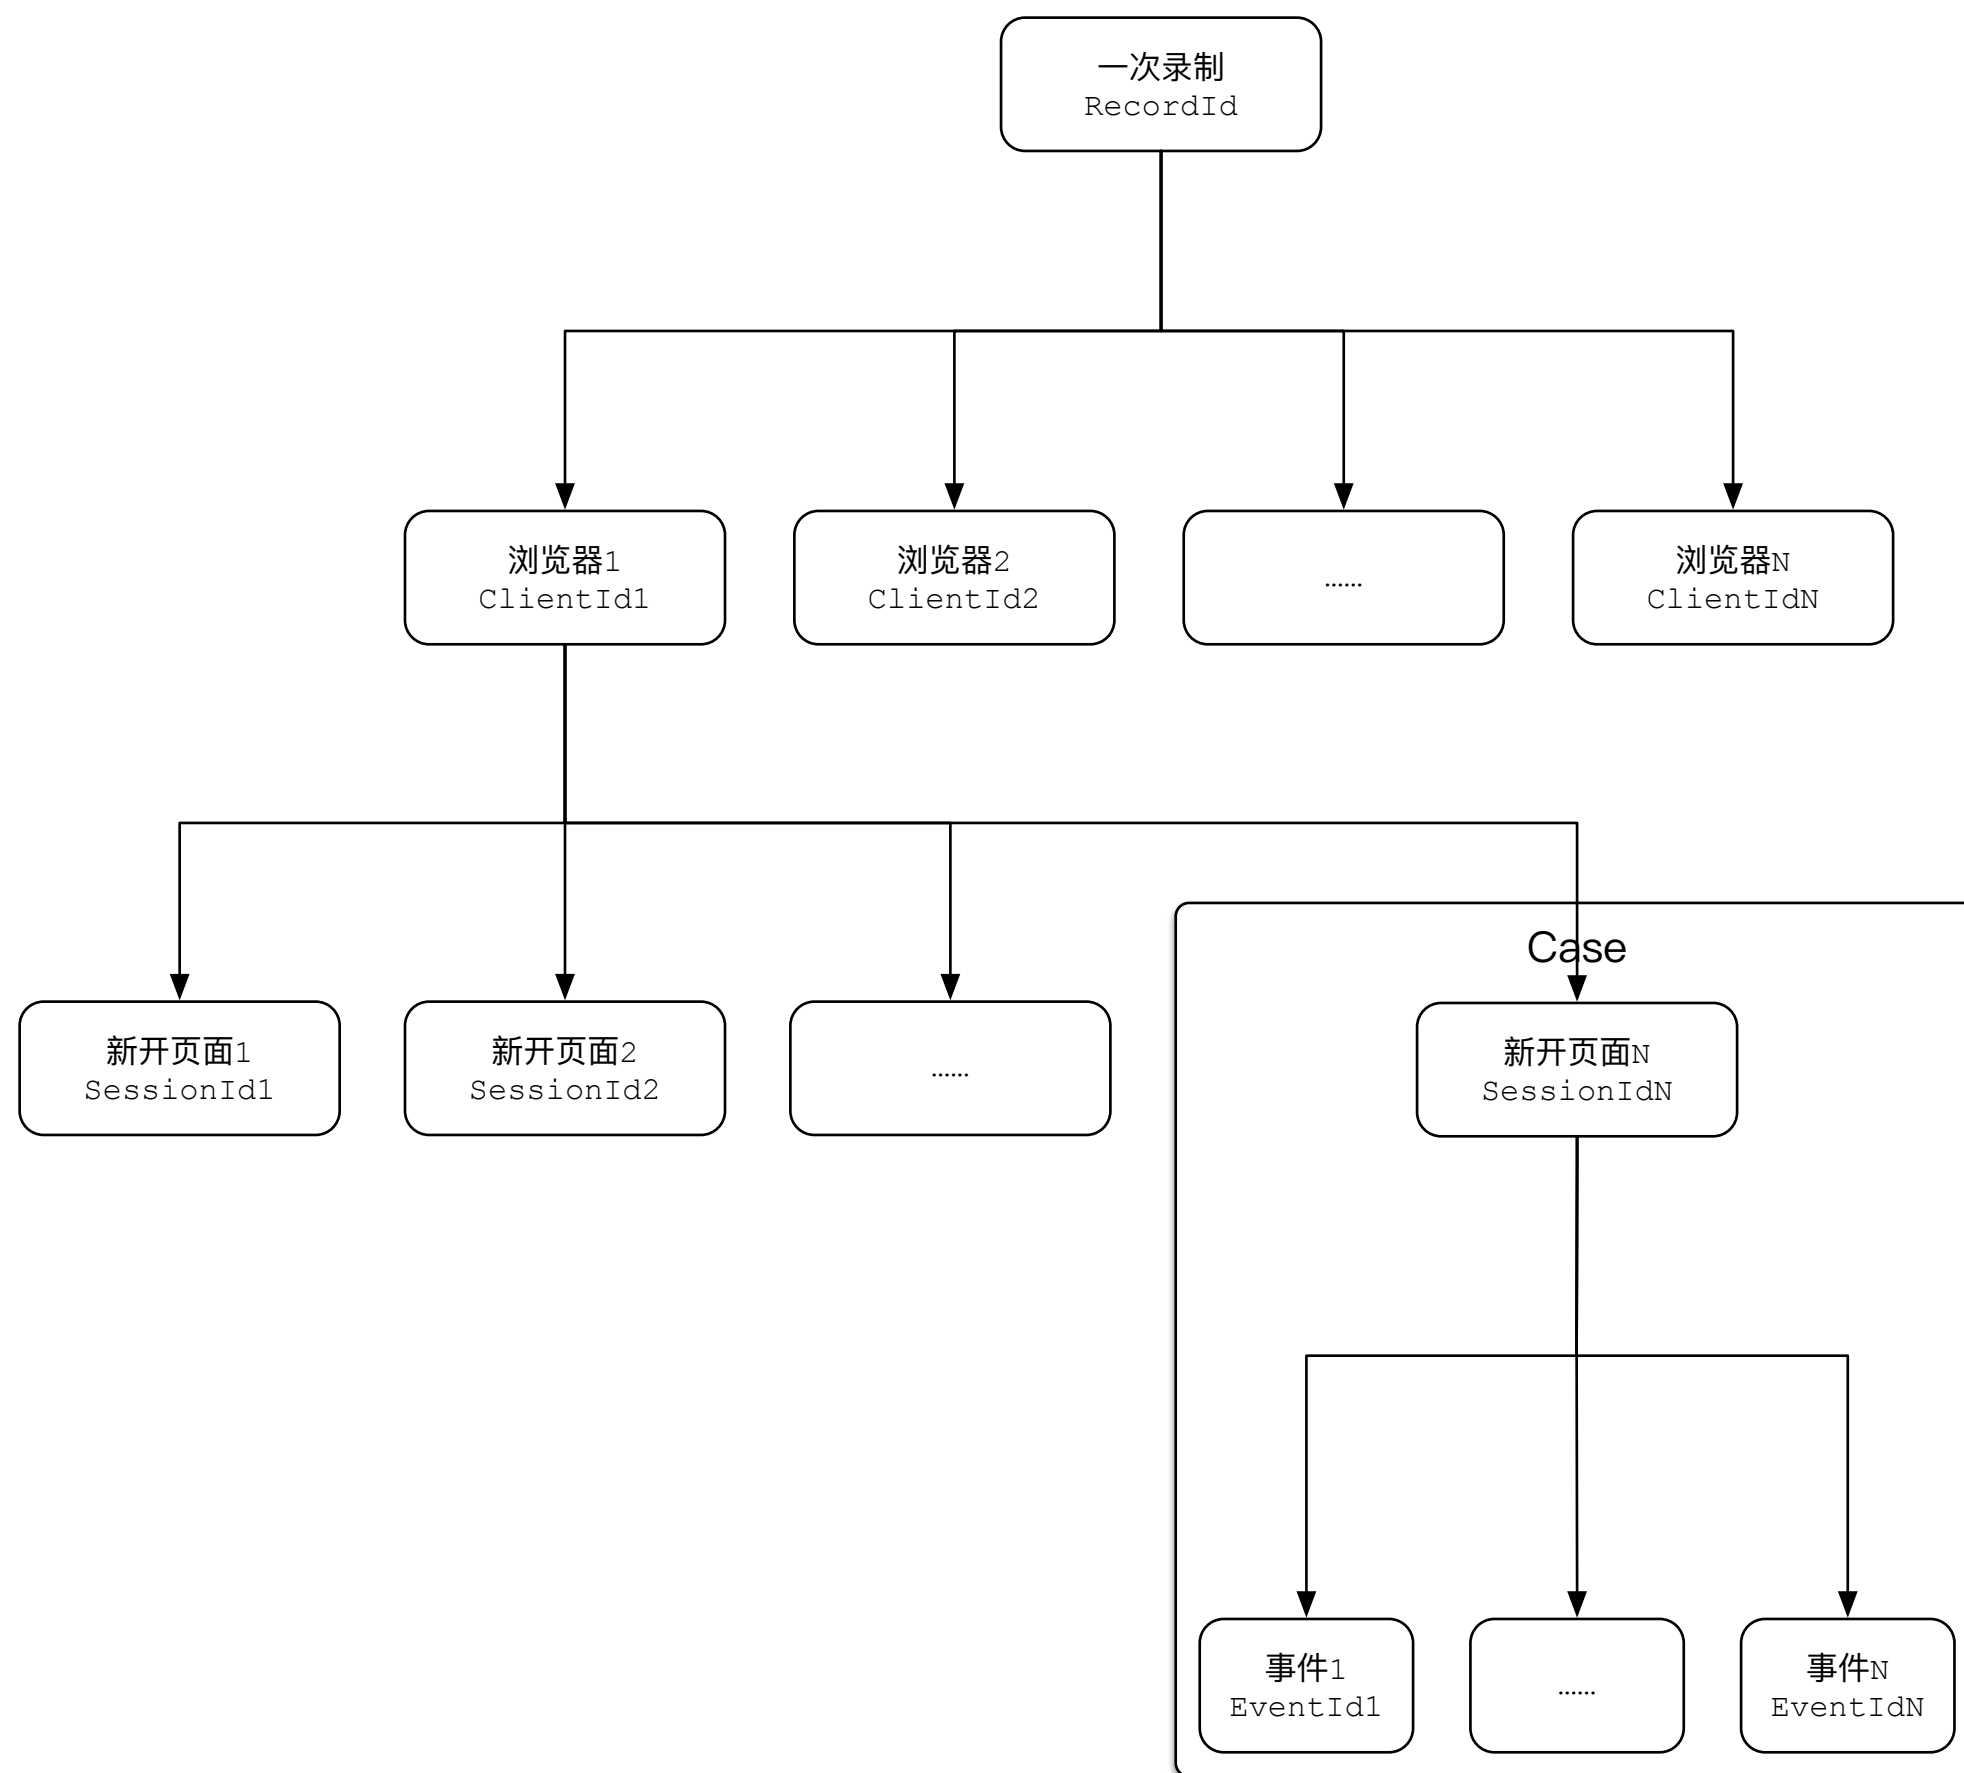 一次录制
RecordId
浏览器1
ClientId1
浏览器2
ClientId2
......
浏览器N
ClientIdN
Case
新开页面1
SessionId1
新开页面2
SessionId2
......
新开页面N
SessionIdN
事件1
EventId1
......
事件N
EventIdN